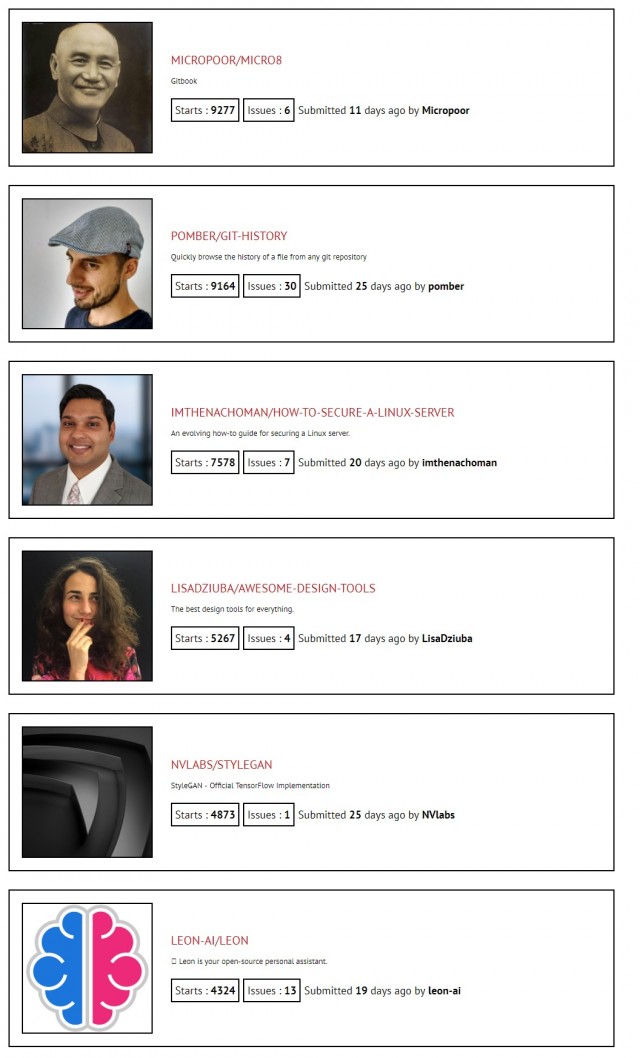 MICROPOOR/MICRO8
Gitbook
Starts : 9277 Issues : 6 Submitted 11 days ago by Micropoor
POMBER/GIT-HISTORY
Quickly browse the history of a file from any git repository
Starts : 9164 Issues : 30 Submitted 25 days ago by pomber
IMTHENACHOMAN/HOW-TO-SECURE-A-LINUX-SERVER
An evolving how-to guide for securing a Linux server.
Starts : 7578 Issues : 7 Submitted 20 days ago by imthenachoman
LISADZIUBA/AWESOME-DESIGN-TOOLS
The best design tools for everything.
Starts : 5267 Issues : 4 Submitted 17 days ago by LisaDziuba
NVLABS/STYLEGAN
StyleGAN - Official TensorFlow Implementation
Starts : 4873 Issues : 1 Submitted 25 days ago by NVlabs
LEON-AI/LEON
Leon is your open-source personal assistant.
Starts : 4324 Issues : 13 Submitted 19 days ago by leon-ai